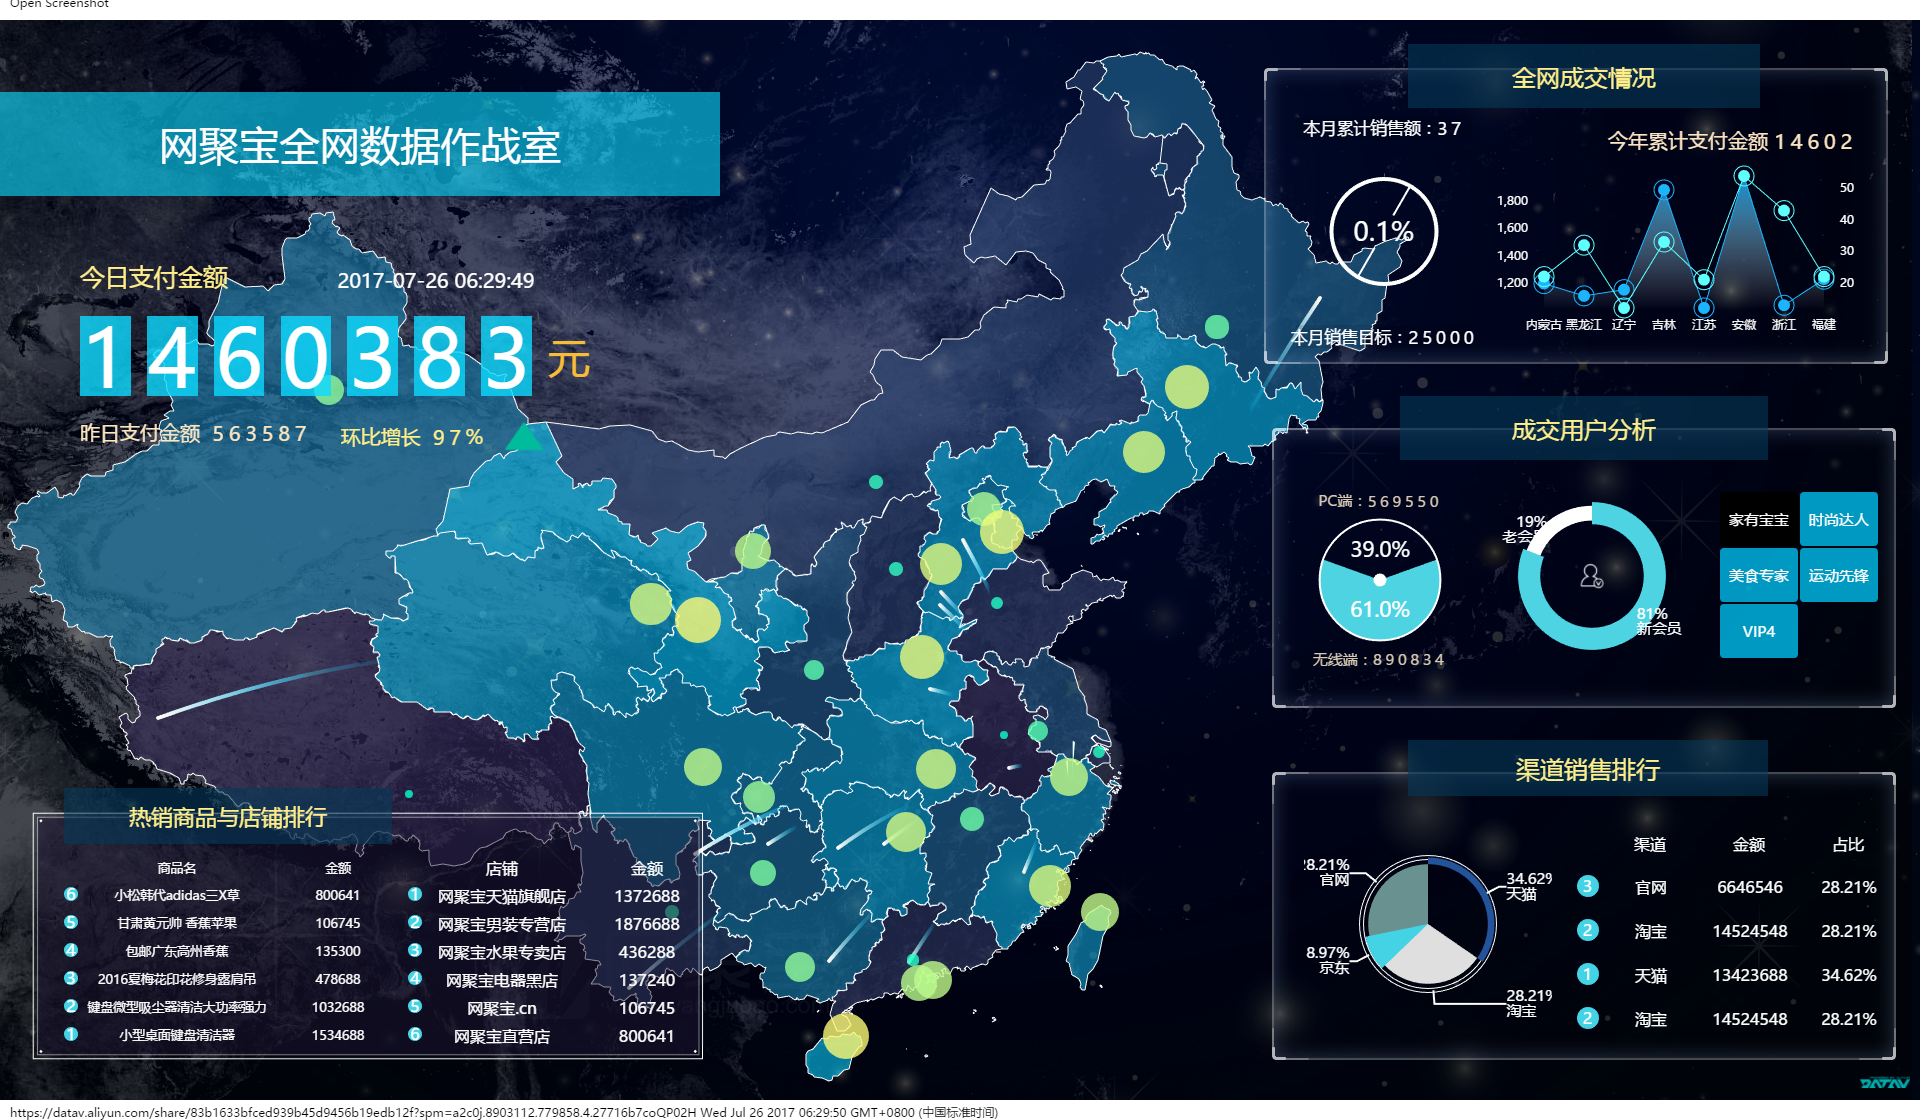 Open Screenshot
网聚宝全网数据作战室
今日支付金额
2017-07-26 06:29:49
1460383 元
昨日支付金额 563587
环比增长 97%
全网成交情况
本月累计销售额：37
0.1%
本月销售目标：25000
今年累计支付金额14602
1,800
1,600
1,400
1,200
50
40
30
20
内蒙古 黑龙江 辽宁 吉林 江苏 安徽 浙江 福建
成交用户分析
PC端：569550
39.0%
61.0%
无线端：890834
19%
老会员
81%
新会员
家有宝宝 时尚达人
美食专家 运动先锋
VIP4
渠道销售排行
8.21%
官网
34.62%
天猫
8.97%
京东
28.21%
淘宝
渠道 金额 占比
3 官网 6646546 28.21%
2 淘宝 14524548 28.21%
1 天猫 13423688 34.62%
2 淘宝 14524548 28.21%
热销商品与店铺排行
商品名 金额
6 小松韩代adidas三X草 800641
5 甘肃黄元帅 香蕉苹果 106745
4 包邮广东高州香蕉 135300
3 2016夏梅花印花修身露肩吊 478688
2 键盘微型吸尘器清洁大功率强力 1032688
1 小型桌面键盘清洁器 1534688
店铺 金额
1 网聚宝天猫旗舰店 1372688
2 网聚宝男装专营店 1876688
3 网聚宝水果专卖店 436288
4 网聚宝电器黑店 137240
5 网聚宝.cn 106745
6 网聚宝直营店 800641
DATAV
https://datav.aliyun.com/share/83b1633bfced939b45d9456b19edb12f?spm=a2c0j.8903112.779858.4.27716b7coQP02H Wed Jul 26 2017 06:29:50 GMT+0800 (中国标准时间)